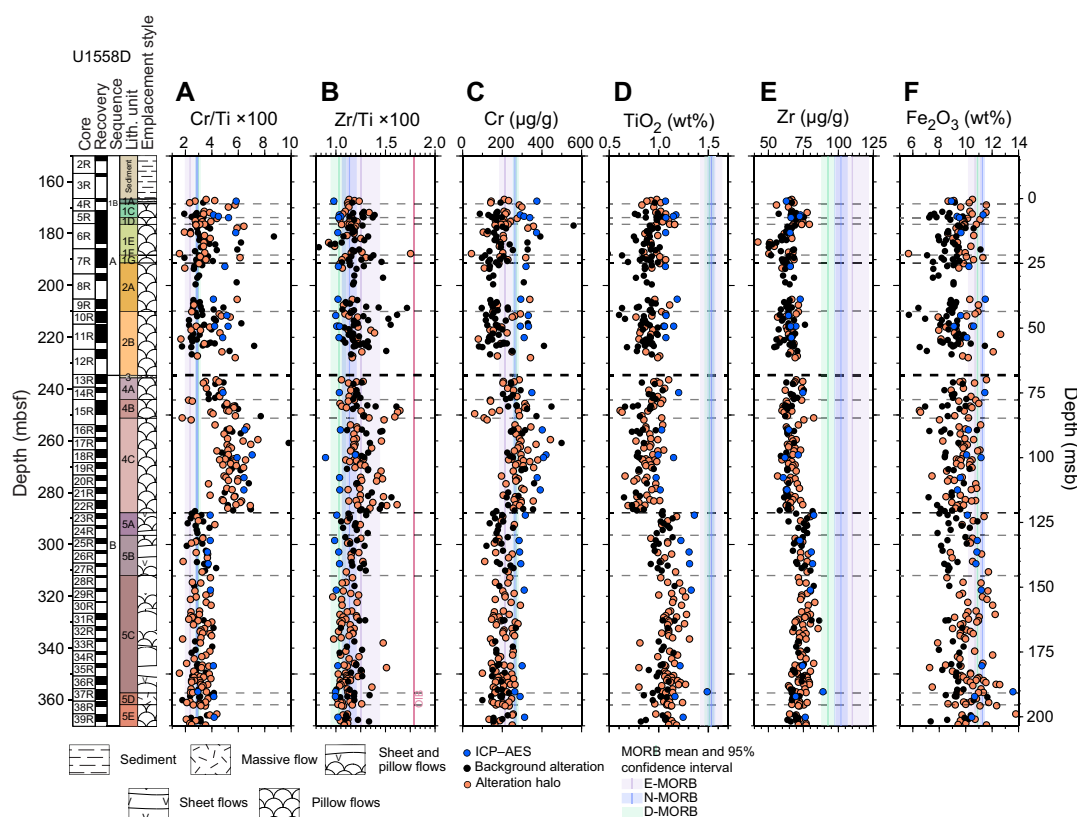 U1558D
Core
Recovery
Sequence
Lith. unit
Emplacement style
A
B
C
D
E
F
Cr/Ti ×100
Zr/Ti ×100
Cr (µg/g)
TiO2 (wt%)
Zr (µg/g)
Fe2O3 (wt%)
0 2 4 6 8 10
1.0 1.5 2.0
0 200 400 600
0.5 1.0 1.5
50 75 100 125
6 8 10 12 14
Depth (mbsf)
160
180
200
220
240
260
280
300
320
340
360
Depth (msb)
0
25
50
75
100
125
150
175
200
2R
3R
4R
5R
6R
7R
8R
9R
10R
11R
12R
13R
14R
15R
16R
17R
18R
19R
20R
21R
22R
23R
24R
25R
26R
27R
28R
29R
30R
31R
32R
33R
34R
35R
36R
37R
38R
39R
A
B
Sediment
1A
1B
1C
1D
1E
1F
1G
2A
2B
3
4A
4B
4C
5A
5B
5C
5D
5E
OIB
Sediment
Massive flow
Sheet and
pillow flows
Sheet flows
Pillow flows
ICP–AES
Background alteration
Alteration halo
MORB mean and 95%
confidence interval
E-MORB
N-MORB
D-MORB